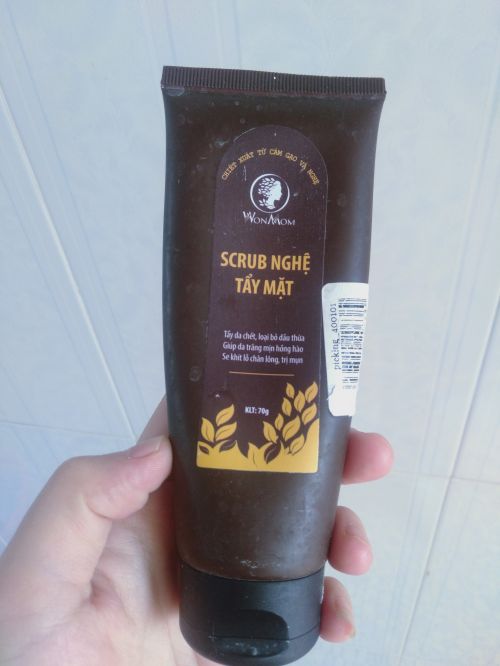 CHIẾT XUẤT TỪ CÁM GẠO VÀ NGHỆ
WONMOM
SCRUB NGHỆ
TẨY MẶT
Tẩy da chết, loại bỏ dầu thừa
Giúp da trắng mịn hồng hào
Se khít lỗ chân lông, trị mụn
KLT: 70g
picking_400101